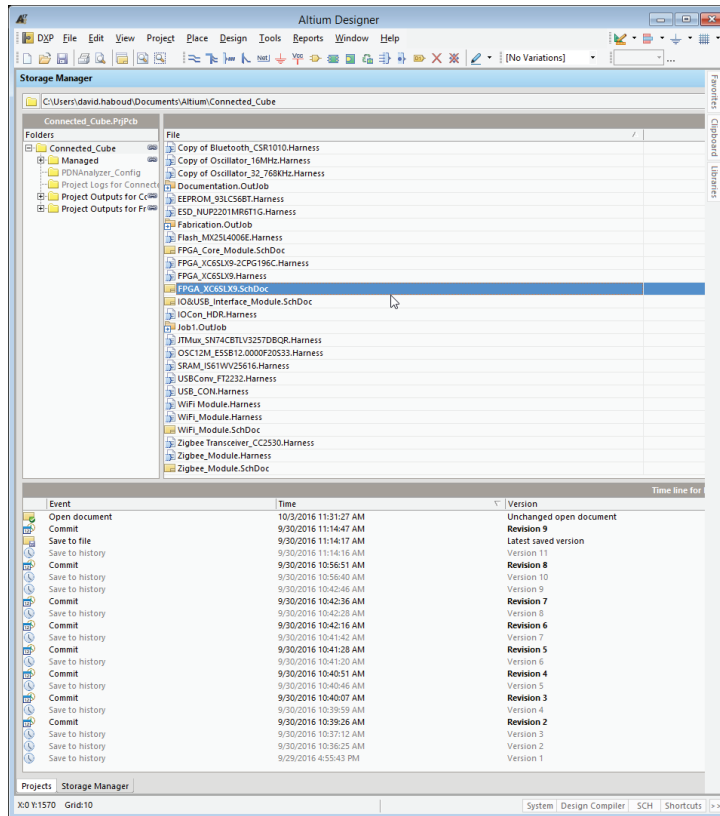 Altium Designer
DXP File Edit View Project Place Design Tools Reports Window Help
[No Variations] ...
Storage Manager
C:\Users\david.haboud\Documents\Altium\Connected_Cube
Connected_Cube.PrjPcb
Folders
File
Connected_Cube
Managed
PDNAnalyzer_Config
Project Logs for Connecte
Project Outputs for Cc
Project Outputs for Fr
Copy of Bluetooth_CSR1010.Harness
Copy of Oscillator_16MHz.Harness
Copy of Oscillator_32_768KHz.Harness
Documentation.OutJob
EEPROM_93LC56BT.Harness
ESD_NUP2201MR6T1G.Harness
Fabrication.OutJob
Flash_MX25L4006E.Harness
FPGA_Core_Module.SchDoc
FPGA_XC6SLX9-2CPG196C.Harness
FPGA_XC6SLX9.Harness
FPGA_XC6SLX9.SchDoc
IO&USB_Interface_Module.SchDoc
IOCon_HDR.Harness
Job1.OutJob
JTMux_SN74CBTLV3257DBQR.Harness
OSC12M_E5SB12.0000F20S33.Harness
SRAM_IS61WV25616.Harness
USBConv_FT2232.Harness
USB_CON.Harness
WiFi Module.Harness
WiFi_Module.Harness
WiFi_Module.SchDoc
Zigbee Transceiver_CC2530.Harness
Zigbee_Module.Harness
Zigbee_Module.SchDoc
Favorites
Clipboard
Libraries
Time line for
Event Time Version
Open document 10/3/2016 11:31:27 AM Unchanged open document
Commit 9/30/2016 11:14:47 AM Revision 9
Save to file 9/30/2016 11:14:17 AM Latest saved version
Save to history 9/30/2016 11:14:16 AM Version 11
Commit 9/30/2016 10:56:51 AM Revision 8
Save to history 9/30/2016 10:56:40 AM Version 10
Save to history 9/30/2016 10:42:46 AM Version 9
Commit 9/30/2016 10:42:36 AM Revision 7
Save to history 9/30/2016 10:42:28 AM Version 8
Commit 9/30/2016 10:42:16 AM Revision 6
Save to history 9/30/2016 10:41:42 AM Version 7
Commit 9/30/2016 10:41:28 AM Revision 5
Save to history 9/30/2016 10:41:20 AM Version 6
Commit 9/30/2016 10:40:51 AM Revision 4
Save to history 9/30/2016 10:40:46 AM Version 5
Commit 9/30/2016 10:40:07 AM Revision 3
Save to history 9/30/2016 10:39:59 AM Version 4
Commit 9/30/2016 10:39:26 AM Revision 2
Save to history 9/30/2016 10:37:12 AM Version 3
Save to history 9/30/2016 10:36:25 AM Version 2
Save to history 9/29/2016 4:55:43 PM Version 1
Projects Storage Manager
X:0 Y:1570 Grid:10
System Design Compiler SCH Shortcuts >>